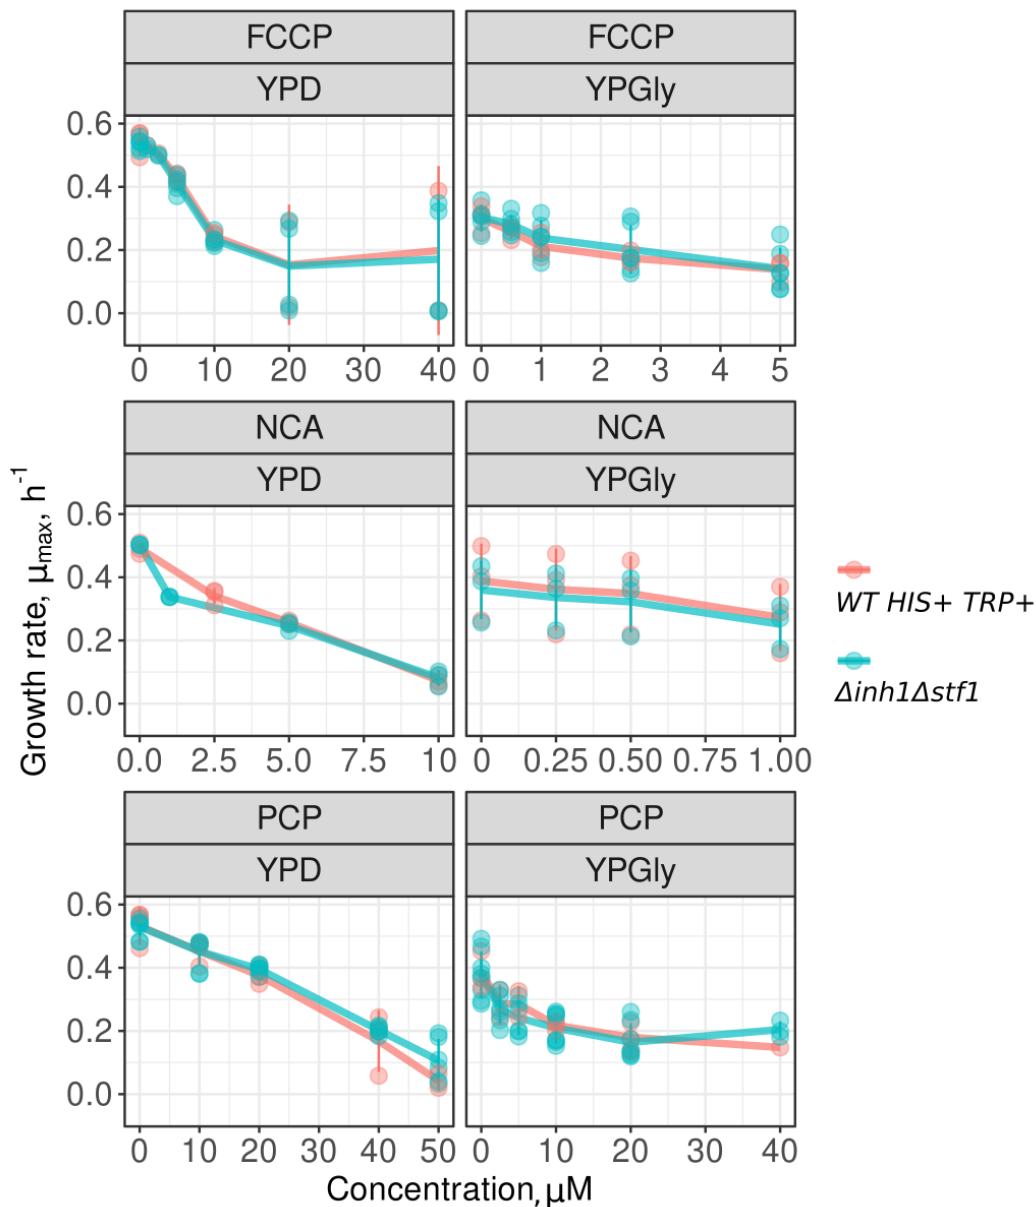 FCCP FCCP
YPD YPGly
0.6
0.4
0.2
0.0
0 10 20 30 40 0 1 2 3 4 5
NCA NCA
YPD YPGly
0.6
0.4
0.2
0.0
0.0 2.5 5.0 7.5 10 0 0.25 0.50 0.75 1.00
PCP PCP
YPD YPGly
0.6
0.4
0.2
0.0
0 10 20 30 40 50 0 10 20 30 40
Concentration, μM
Growth rate, μmax, h-1
WT HIS+ TRP+
Δinh1Δstf1